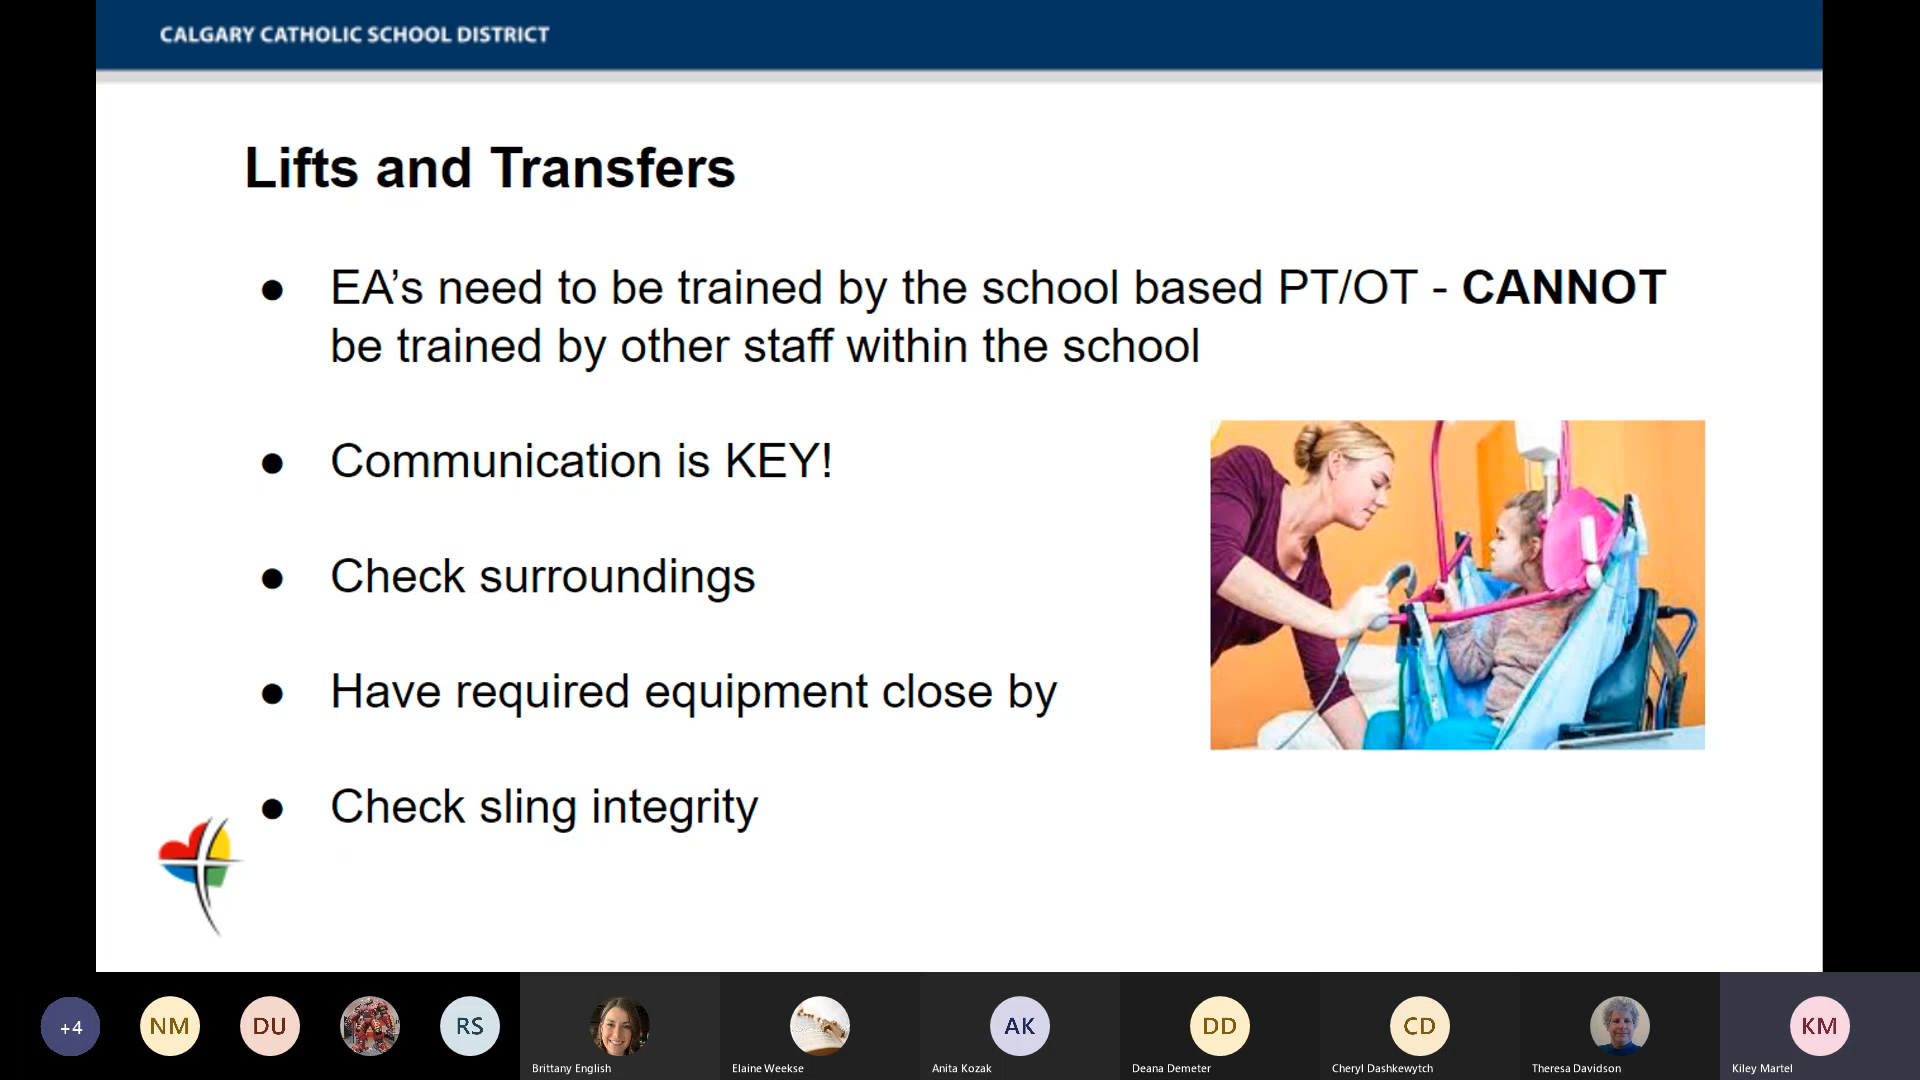 CALGARY CATHOLIC SCHOOL DISTRICT
Lifts and Transfers
● EA’s need to be trained by the school based PT/OT - CANNOT
be trained by other staff within the school
● Communication is KEY!
● Check surroundings
● Have required equipment close by
● Check sling integrity
+4
NM
DU
RS
AK
DD
CD
KM
Brittany English
Elaine Weekse
Anita Kozak
Deana Demeter
Cheryl Dashkewytch
Theresa Davidson
Kiley Martel